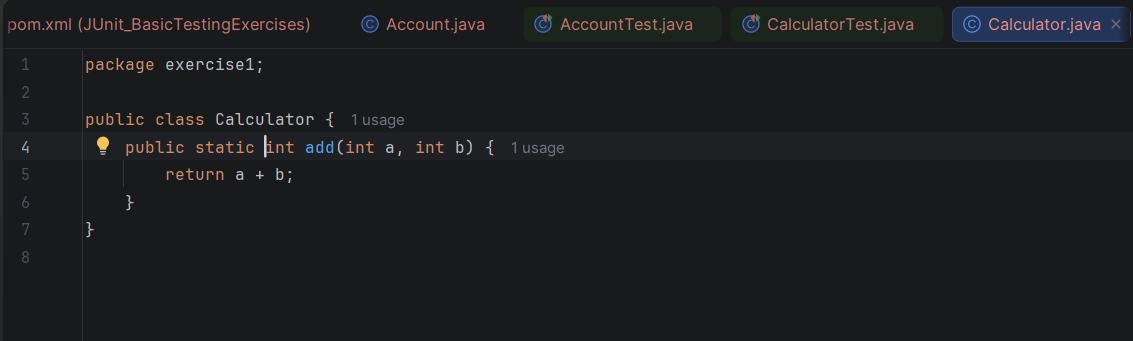 pom.xml (JUnit_BasicTestingExercises) Account.java AccountTest.java CalculatorTest.java Calculator.java
1 package exercise1;
2
3 public class Calculator { 1 usage
4 public static int add(int a, int b) { 1 usage
5 return a + b;
6 }
7 }
8